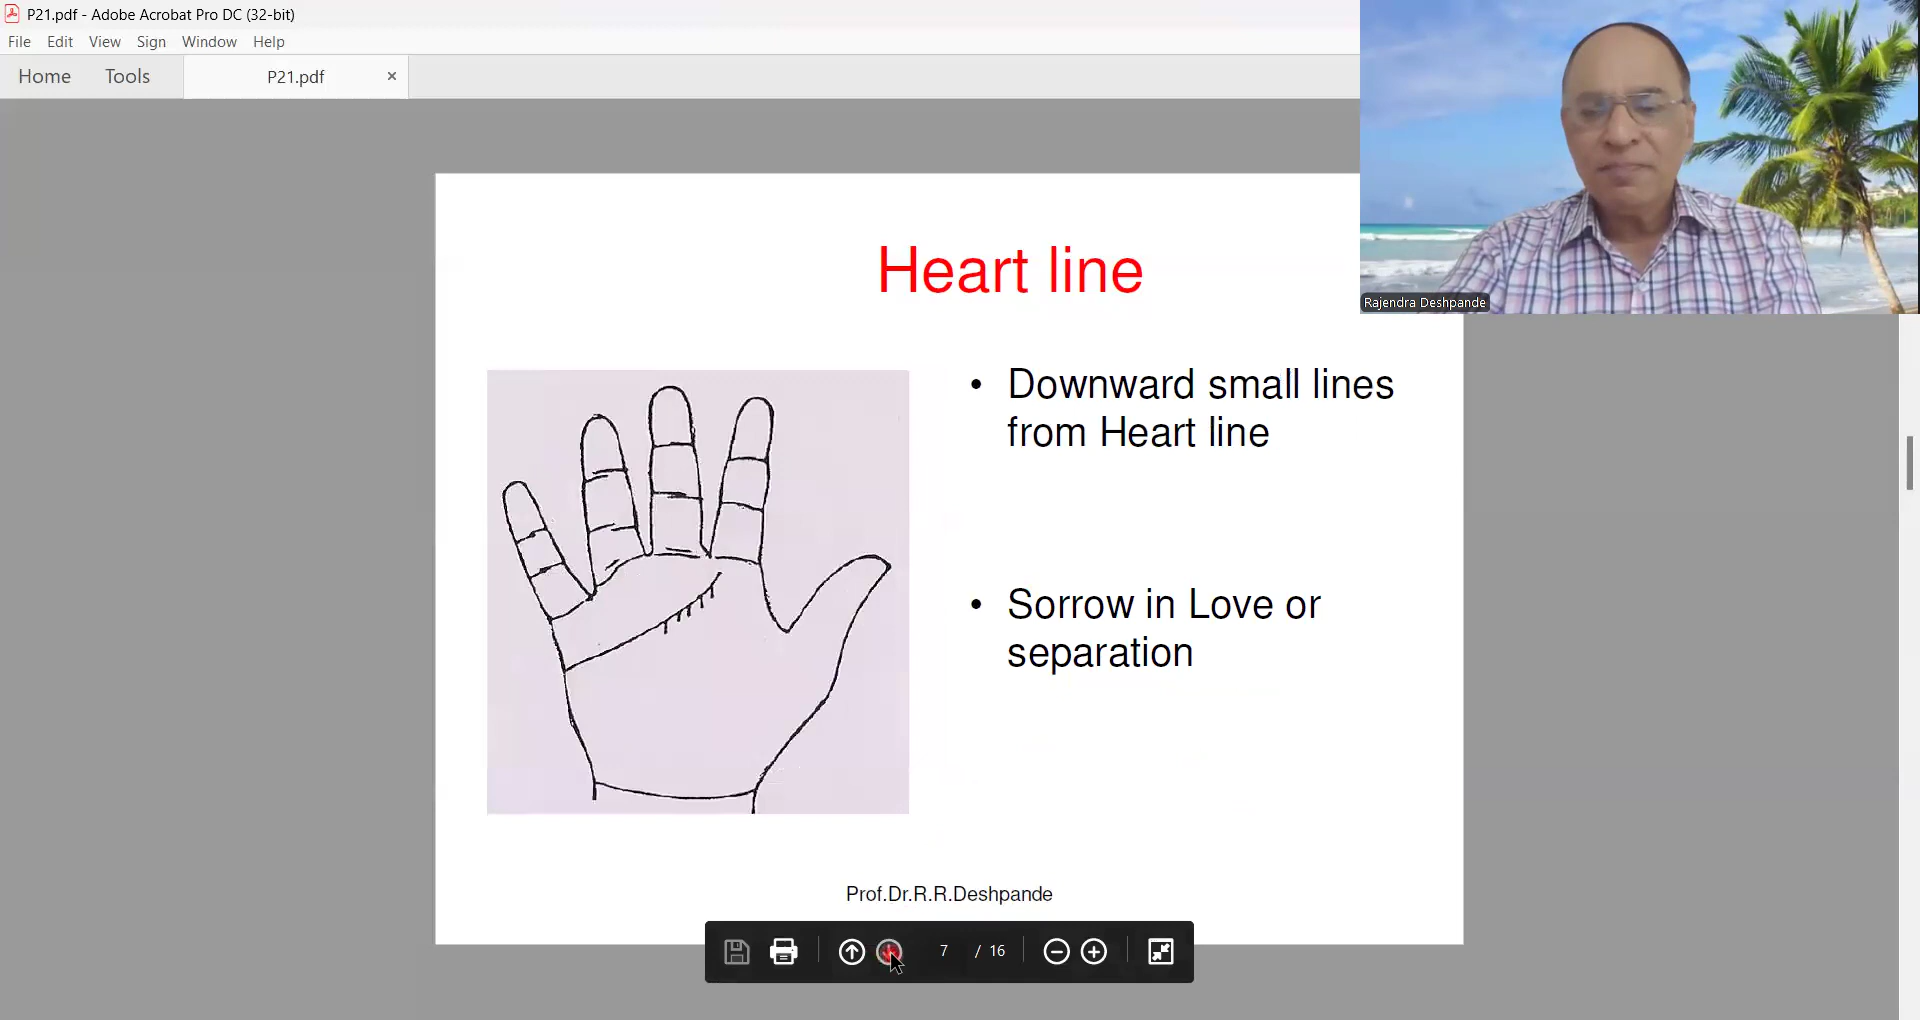 P21.pdf - Adobe Acrobat Pro DC (32-bit)
File Edit View Sign Window Help
Home Tools P21.pdf ×
Rajendra Deshpande
Heart line
• Downward small lines
from Heart line
• Sorrow in Love or
separation
Prof.Dr.R.R.Deshpande
7 / 16